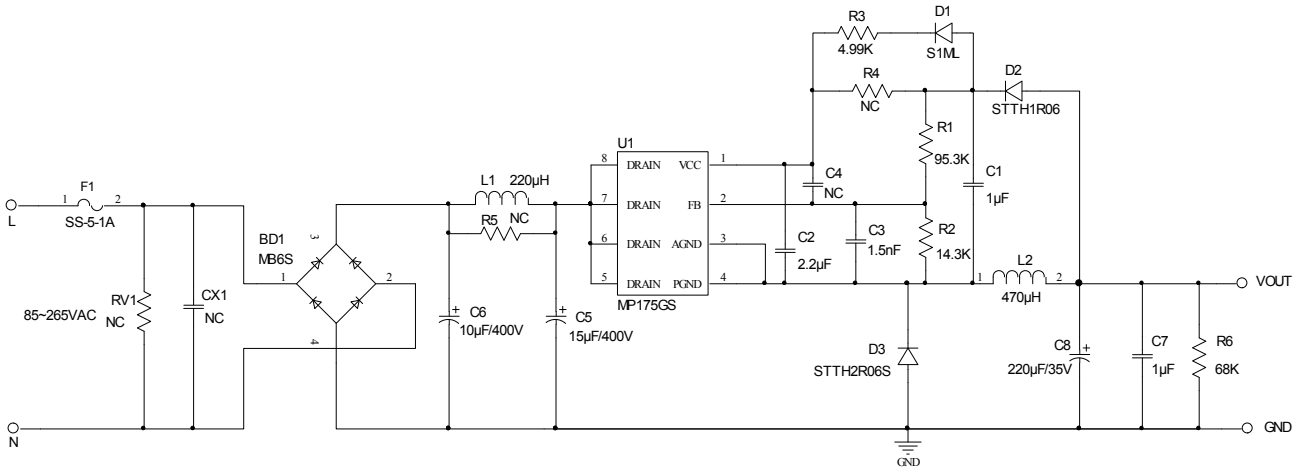 R3
4.99K
D1
S1ML
R4
NC
D2
STTH1R06
R1
95.3K
U1
8 DRAIN VCC 1
7 DRAIN FB 2
6 DRAIN AGND 3
5 DRAIN PGND 4
MP175GS
C4
NC
C1
1µF
F1
1 2
SS-5-1A
L
L1 220µH
R5 NC
C2
2.2µF
C3
1.5nF
R2
14.3K
BD1
MB6S
3
1 2
4
1 L2 2
470µH
VOUT
85~265VAC
RV1
NC
CX1
NC
+
C6
10µF/400V
+
C5
15µF/400V
D3
STTH2R06S
C8 +
220µF/35V
C7
1µF
R6
68K
N
GND
GND